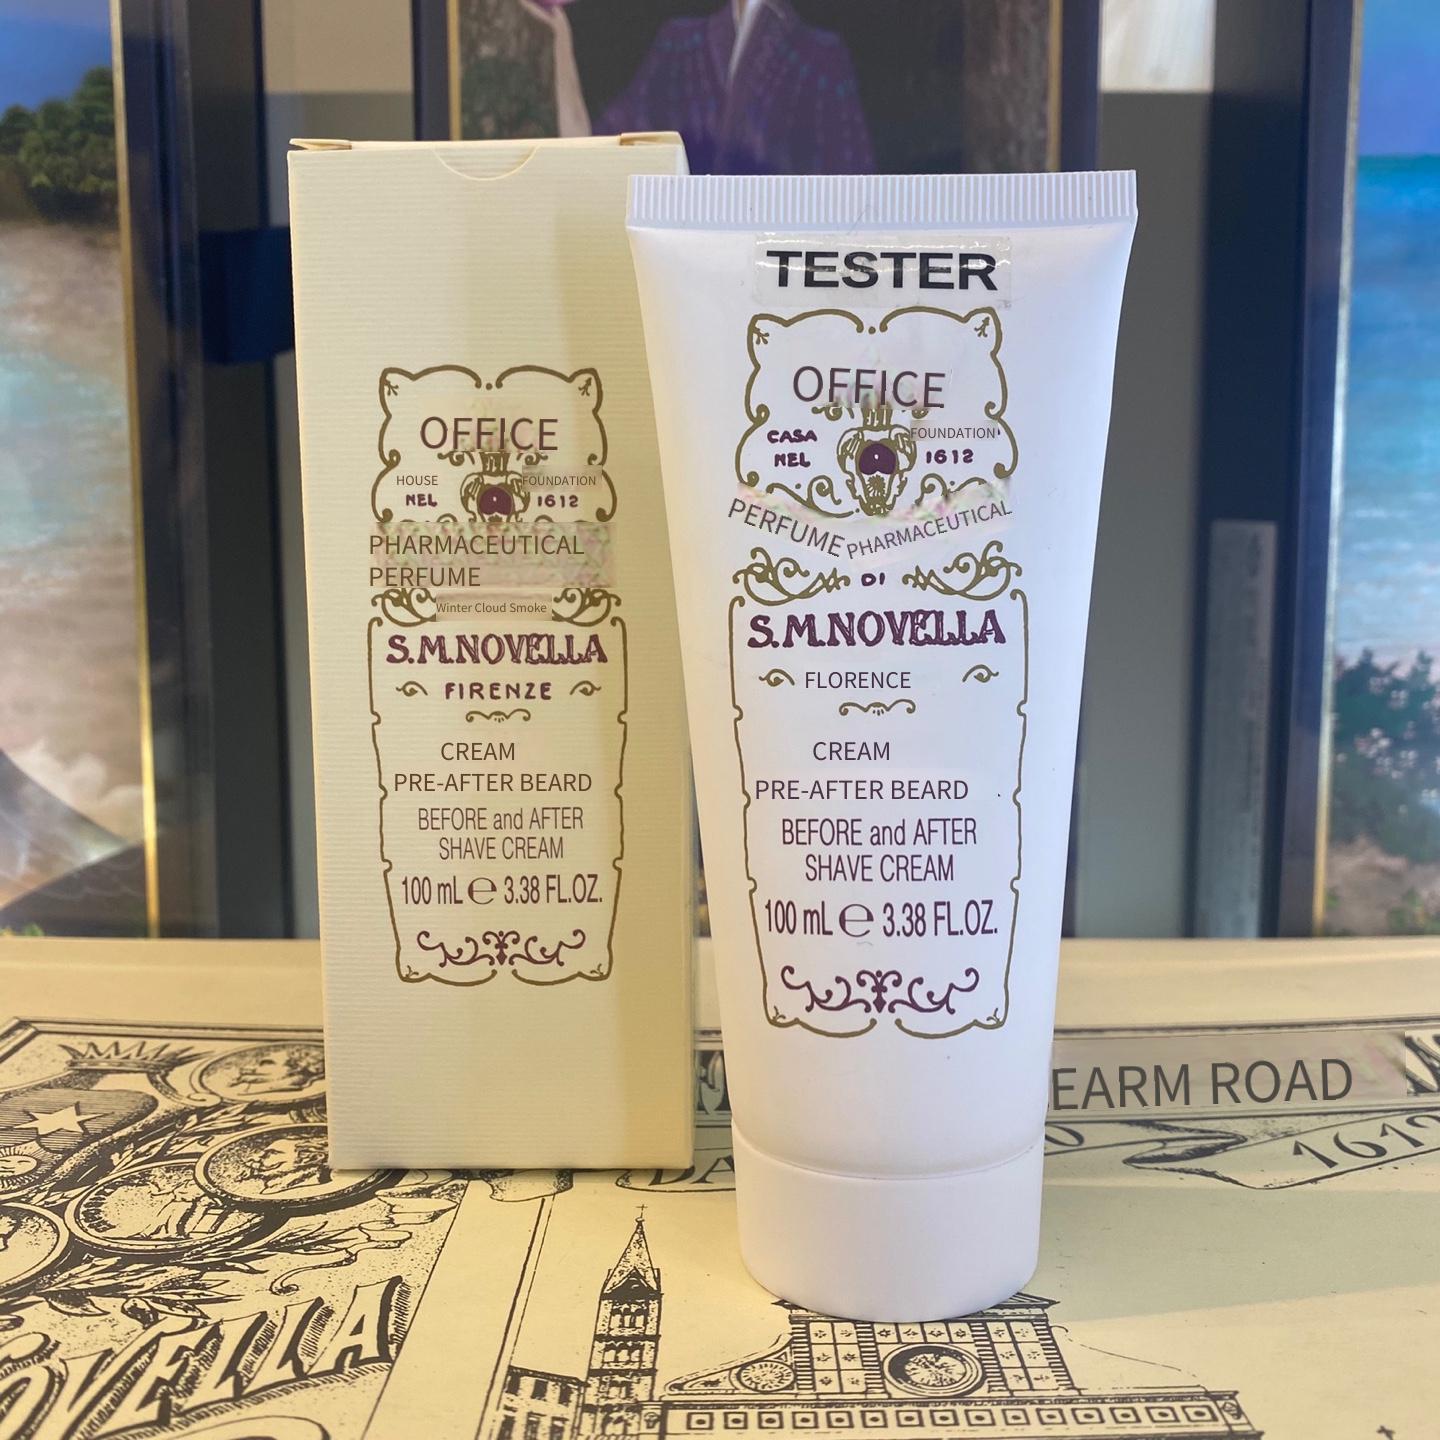 OFFICE
HOUSE
FOUNDATION
NEL
1612
PHARMACEUTICAL
PERFUME
Winter Cloud Smoke
S.M.NOVELLA
FIRENZE
CREAM
PRE-AFTER BEARD
BEFORE and AFTER
SHAVE CREAM
100 mL e 3.38 FL.OZ.
TESTER
OFFICE
CASA
FOUNDATION
NEL
1612
PERFUME PHARMACEUTICAL
DI
S.M.NOVELLA
FLORENCE
CREAM
PRE-AFTER BEARD
BEFORE and AFTER
SHAVE CREAM
100 mL e 3.38 FL.OZ.
EARM ROAD
1612